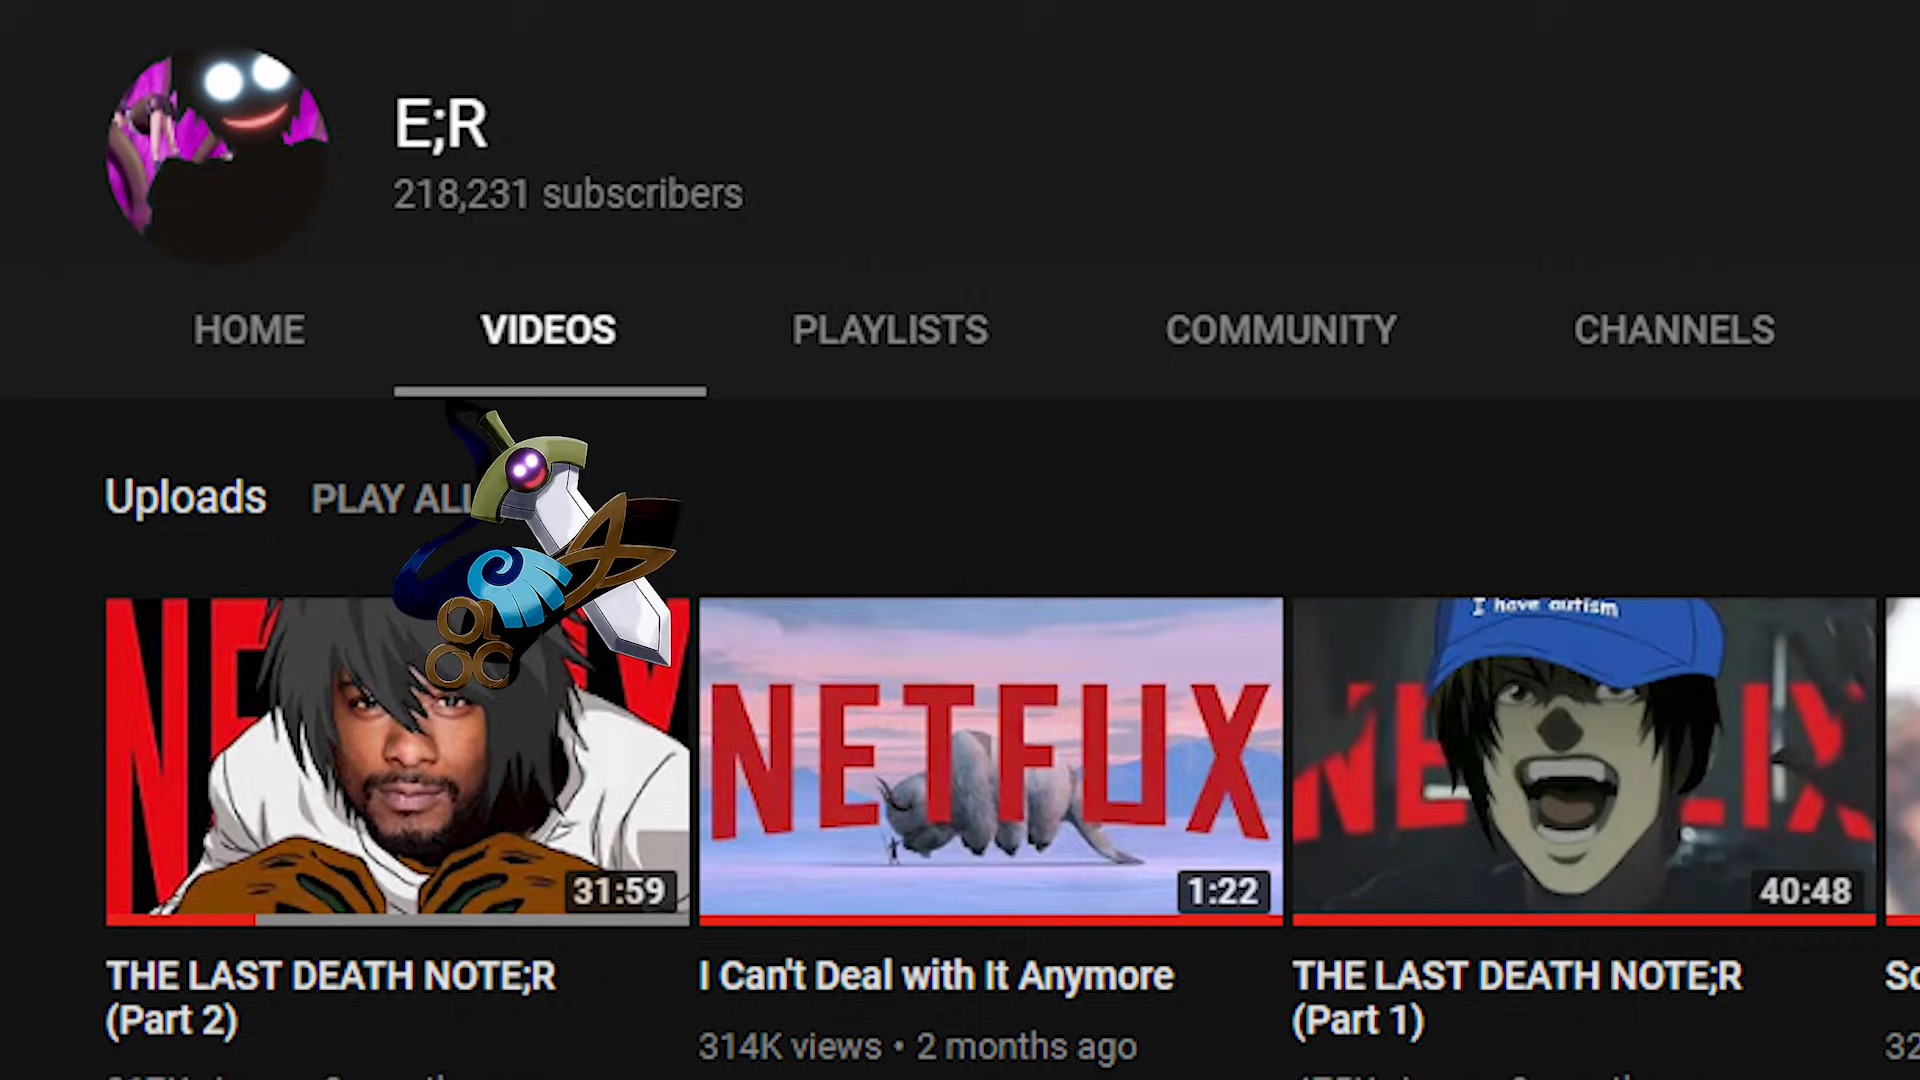 E;R
218,231 subscribers
HOME VIDEOS PLAYLISTS COMMUNITY CHANNELS
Uploads PLAY ALL
I have autism
NETFLIX
31:59
1:22
40:48
THE LAST DEATH NOTE;R
(Part 2)
I Can't Deal with It Anymore
314K views • 2 months ago
THE LAST DEATH NOTE;R
(Part 1)